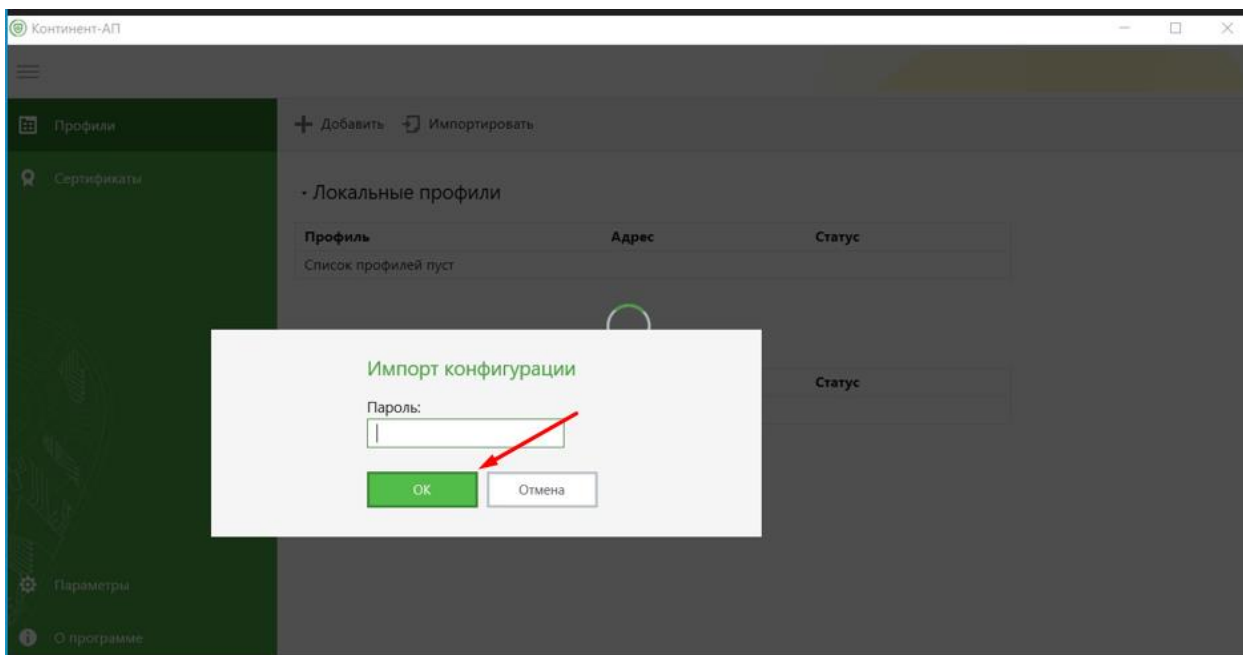 Континент-АП
Профили
Сертификаты
Параметры
О программе
Добавить Импортировать
Локальные профили
Профиль Адрес Статус
Список профилей пуст
Статус
Импорт конфигурации
Пароль:
ОК Отмена